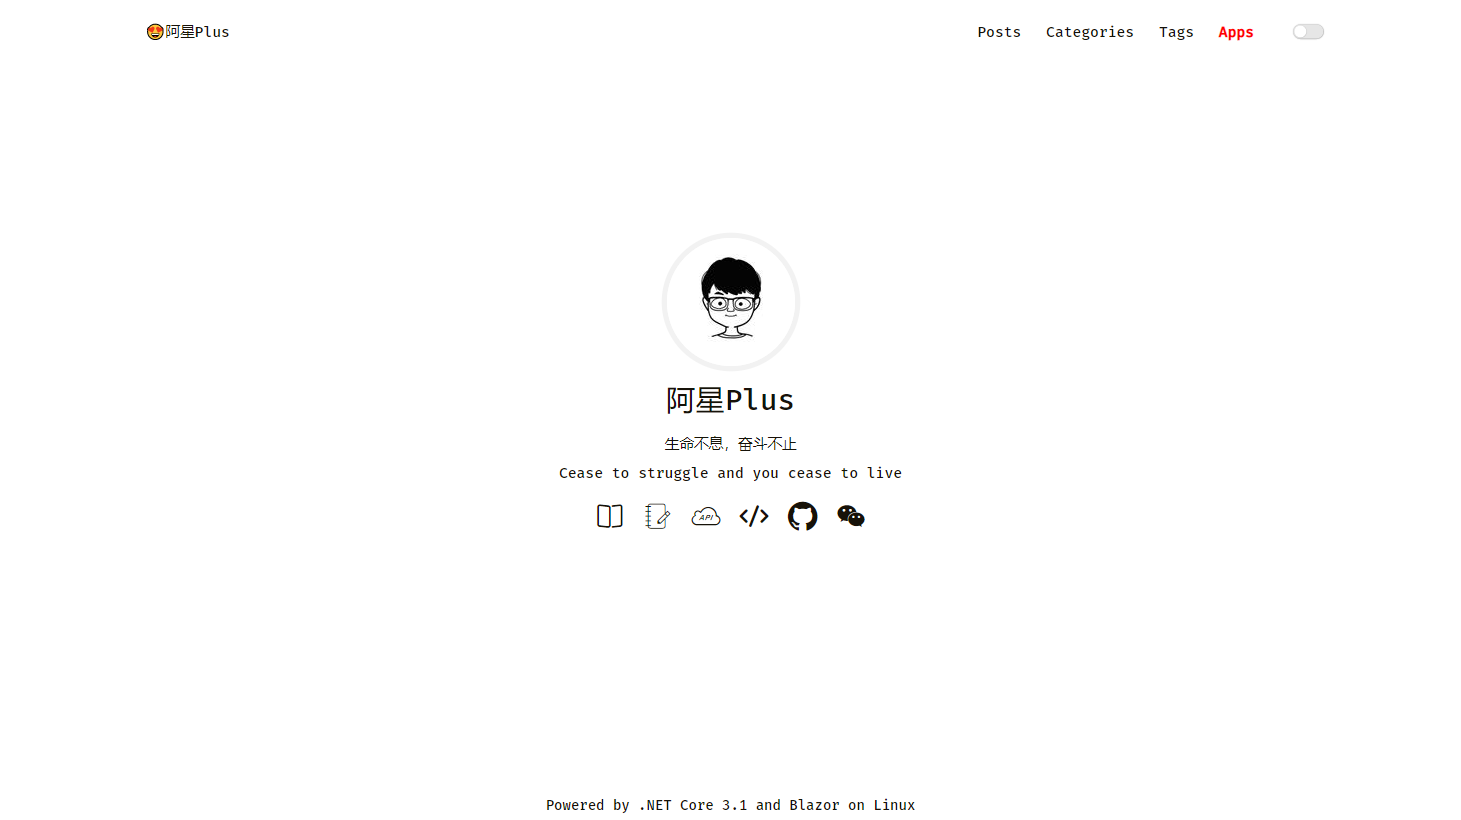 😍阿星Plus
Posts Categories Tags Apps
阿星Plus
生命不息，奋斗不止
Cease to struggle and you cease to live
API
Powered by .NET Core 3.1 and Blazor on Linux